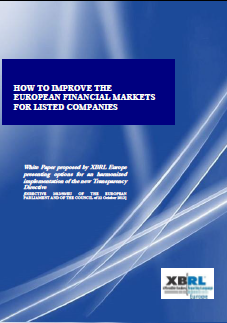 HOW TO IMPROVE THE
EUROPEAN FINANCIAL MARKETS
FOR LISTED COMPANIES
White Paper proposed by XBRL Europe
presenting options for an harmonized
implementation of the new Transparency
Directive
(DIRECTIVE 2013/50/EU OF THE EUROPEAN
PARLIAMENT AND OF THE COUNCIL of 22 October 2013)
XBRL
Europe